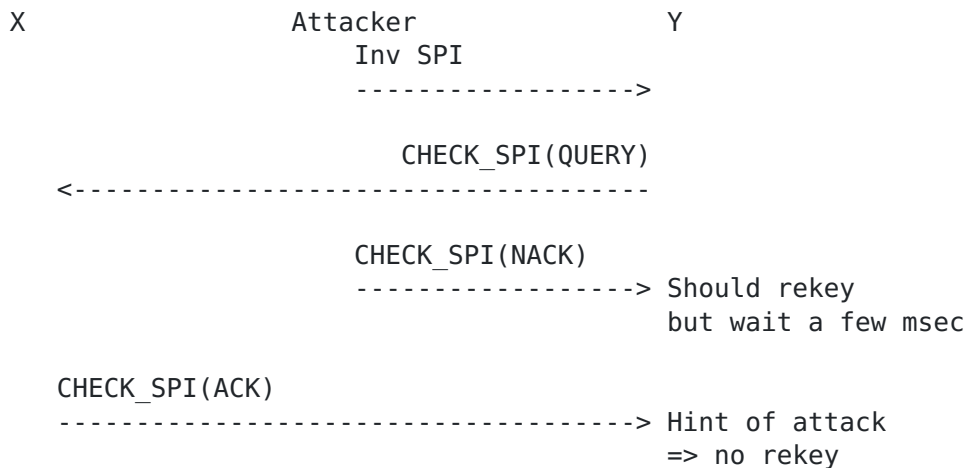 X                 Attacker                Y
Inv SPI
------------------>
CHECK_SPI(QUERY)
<-------------------------------------
CHECK_SPI(NACK)
------------------> Should rekey
but wait a few msec
CHECK_SPI(ACK)
-------------------------------------> Hint of attack
=> no rekey